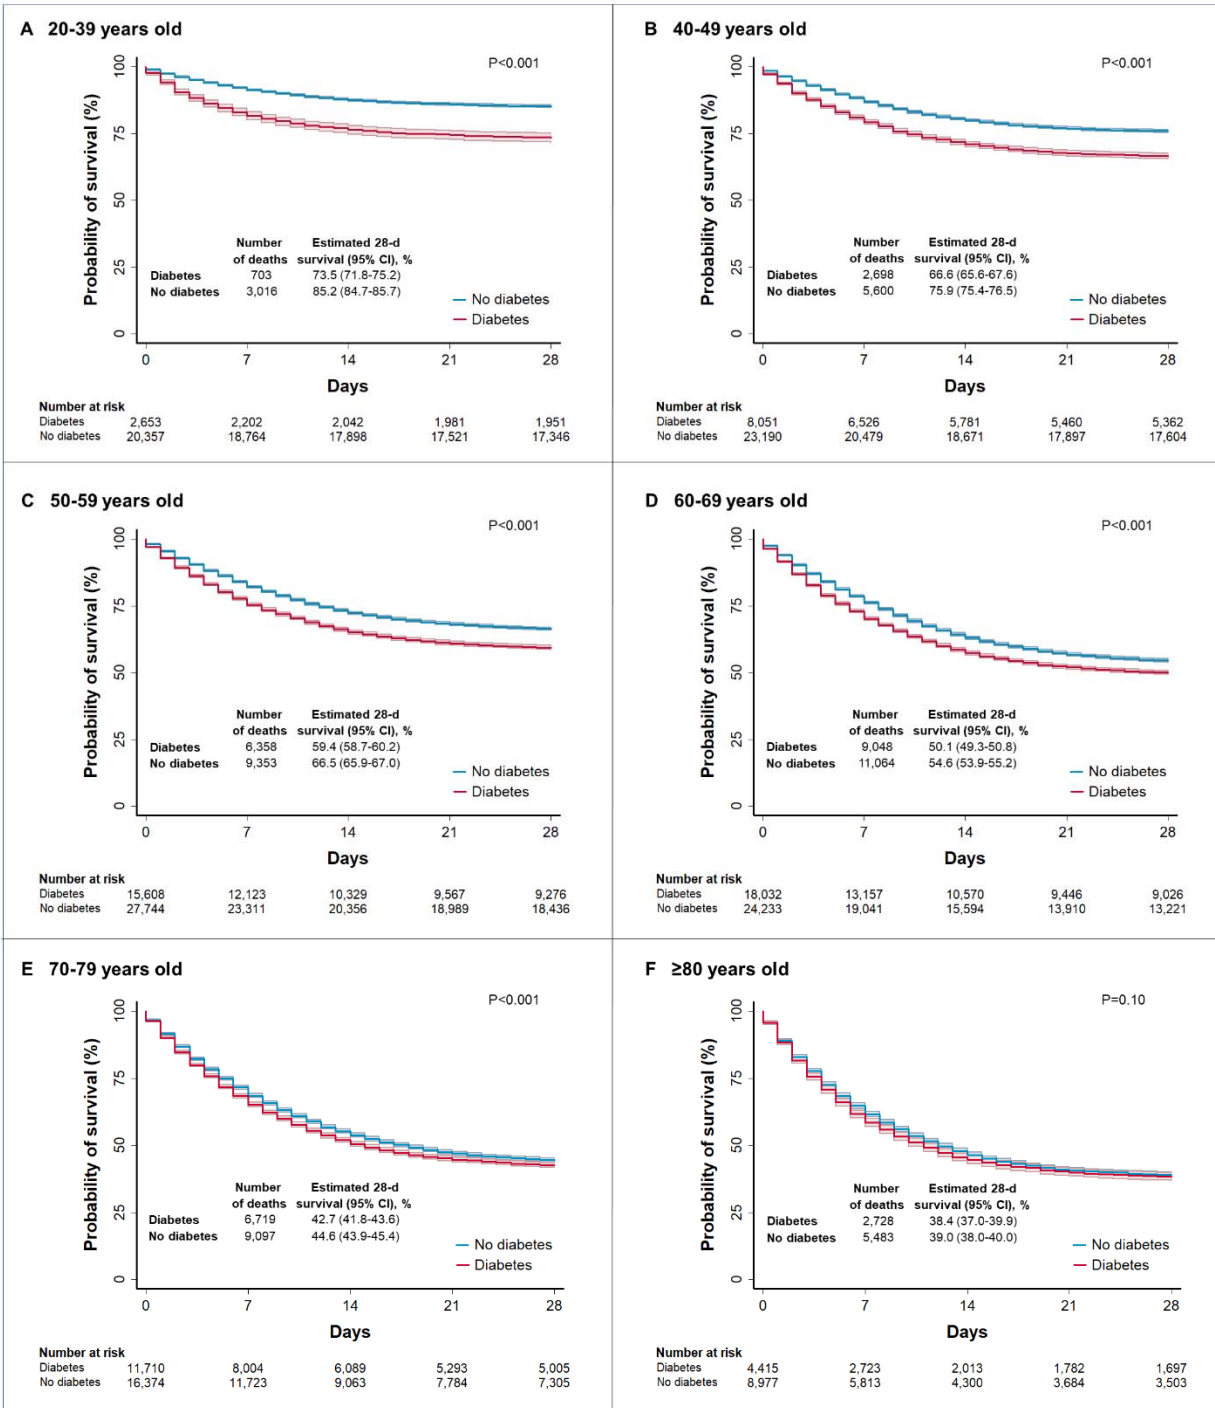 A 20-39 years old
P<0.001
Probability of survival (%)
100
75
50
25
0
Number Estimated 28-d
of deaths survival (95% CI), %
Diabetes 703 73.5 (71.8-75.2)
No diabetes 3,016 85.2 (84.7-85.7)
No diabetes
Diabetes
0 7 14 21 28
Days
Number at risk
Diabetes 2,653 2,202 2,042 1,981 1,951
No diabetes 20,357 18,764 17,898 17,521 17,346
B 40-49 years old
P<0.001
Probability of survival (%)
100
75
50
25
0
Number Estimated 28-d
of deaths survival (95% CI), %
Diabetes 2,698 66.6 (65.6-67.6)
No diabetes 5,600 75.9 (75.4-76.5)
No diabetes
Diabetes
0 7 14 21 28
Days
Number at risk
Diabetes 8,051 6,526 5,781 5,460 5,362
No diabetes 23,190 20,479 18,671 17,897 17,604
C 50-59 years old
P<0.001
Probability of survival (%)
100
75
50
25
0
Number Estimated 28-d
of deaths survival (95% CI), %
Diabetes 6,358 59.4 (58.7-60.2)
No diabetes 9,353 66.5 (65.9-67.0)
No diabetes
Diabetes
0 7 14 21 28
Days
Number at risk
Diabetes 15,608 12,123 10,329 9,567 9,276
No diabetes 27,744 23,311 20,356 18,989 18,436
D 60-69 years old
P<0.001
Probability of survival (%)
100
75
50
25
0
Number Estimated 28-d
of deaths survival (95% CI), %
Diabetes 9,048 50.1 (49.3-50.8)
No diabetes 11,064 54.6 (53.9-55.2)
No diabetes
Diabetes
0 7 14 21 28
Days
Number at risk
Diabetes 18,032 13,157 10,570 9,446 9,026
No diabetes 24,233 19,041 15,594 13,910 13,221
E 70-79 years old
P<0.001
Probability of survival (%)
100
75
50
25
0
Number Estimated 28-d
of deaths survival (95% CI), %
Diabetes 6,719 42.7 (41.8-43.6)
No diabetes 9,097 44.6 (43.9-45.4)
No diabetes
Diabetes
0 7 14 21 28
Days
Number at risk
Diabetes 11,710 8,004 6,089 5,293 5,005
No diabetes 16,374 11,723 9,063 7,784 7,305
F ≥80 years old
P=0.10
Probability of survival (%)
100
75
50
25
0
Number Estimated 28-d
of deaths survival (95% CI), %
Diabetes 2,728 38.4 (37.0-39.9)
No diabetes 5,483 39.0 (38.0-40.0)
No diabetes
Diabetes
0 7 14 21 28
Days
Number at risk
Diabetes 4,415 2,723 2,013 1,782 1,697
No diabetes 8,977 5,813 4,300 3,684 3,503